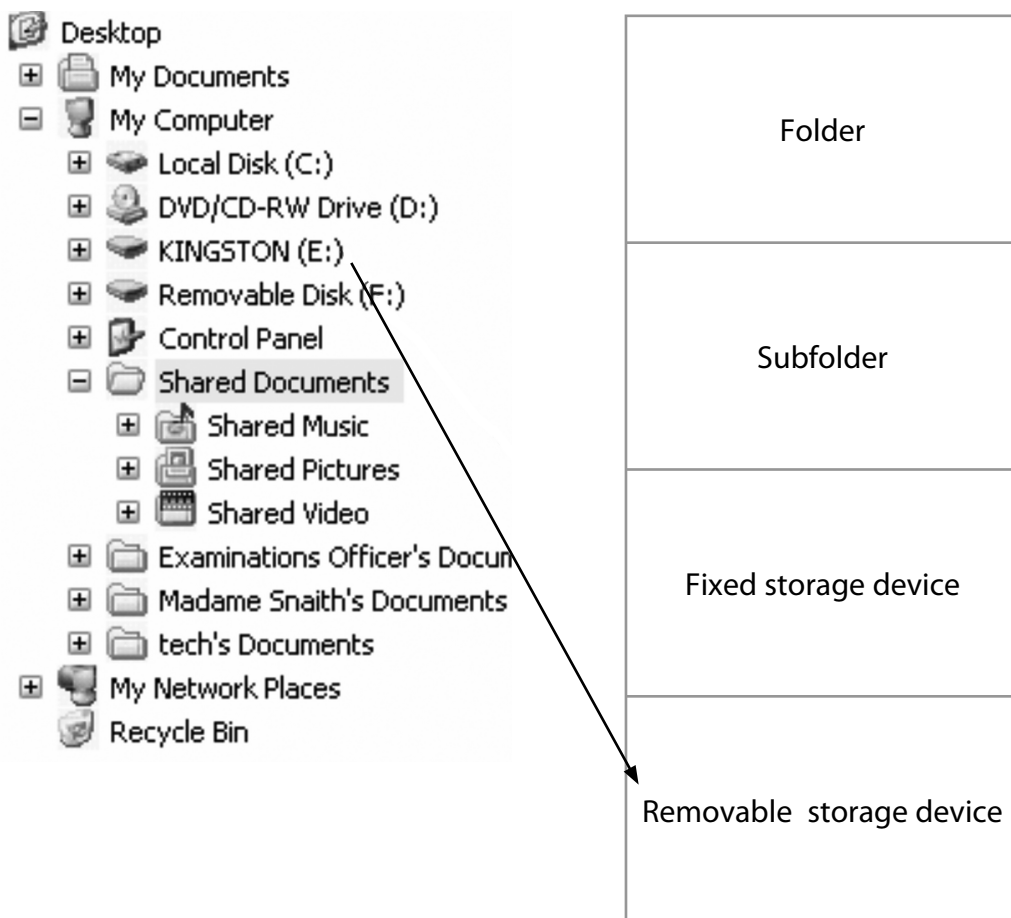 Desktop
My Documents
My Computer
Local Disk (C:)
DVD/CD-RW Drive (D:)
KINGSTON (E:)
Removable Disk (F:)
Control Panel
Shared Documents
Shared Music
Shared Pictures
Shared Video
Examinations Officer's Docum
Madame Snaith's Documents
tech's Documents
My Network Places
Recycle Bin
Folder
Subfolder
Fixed storage device
Removable storage device